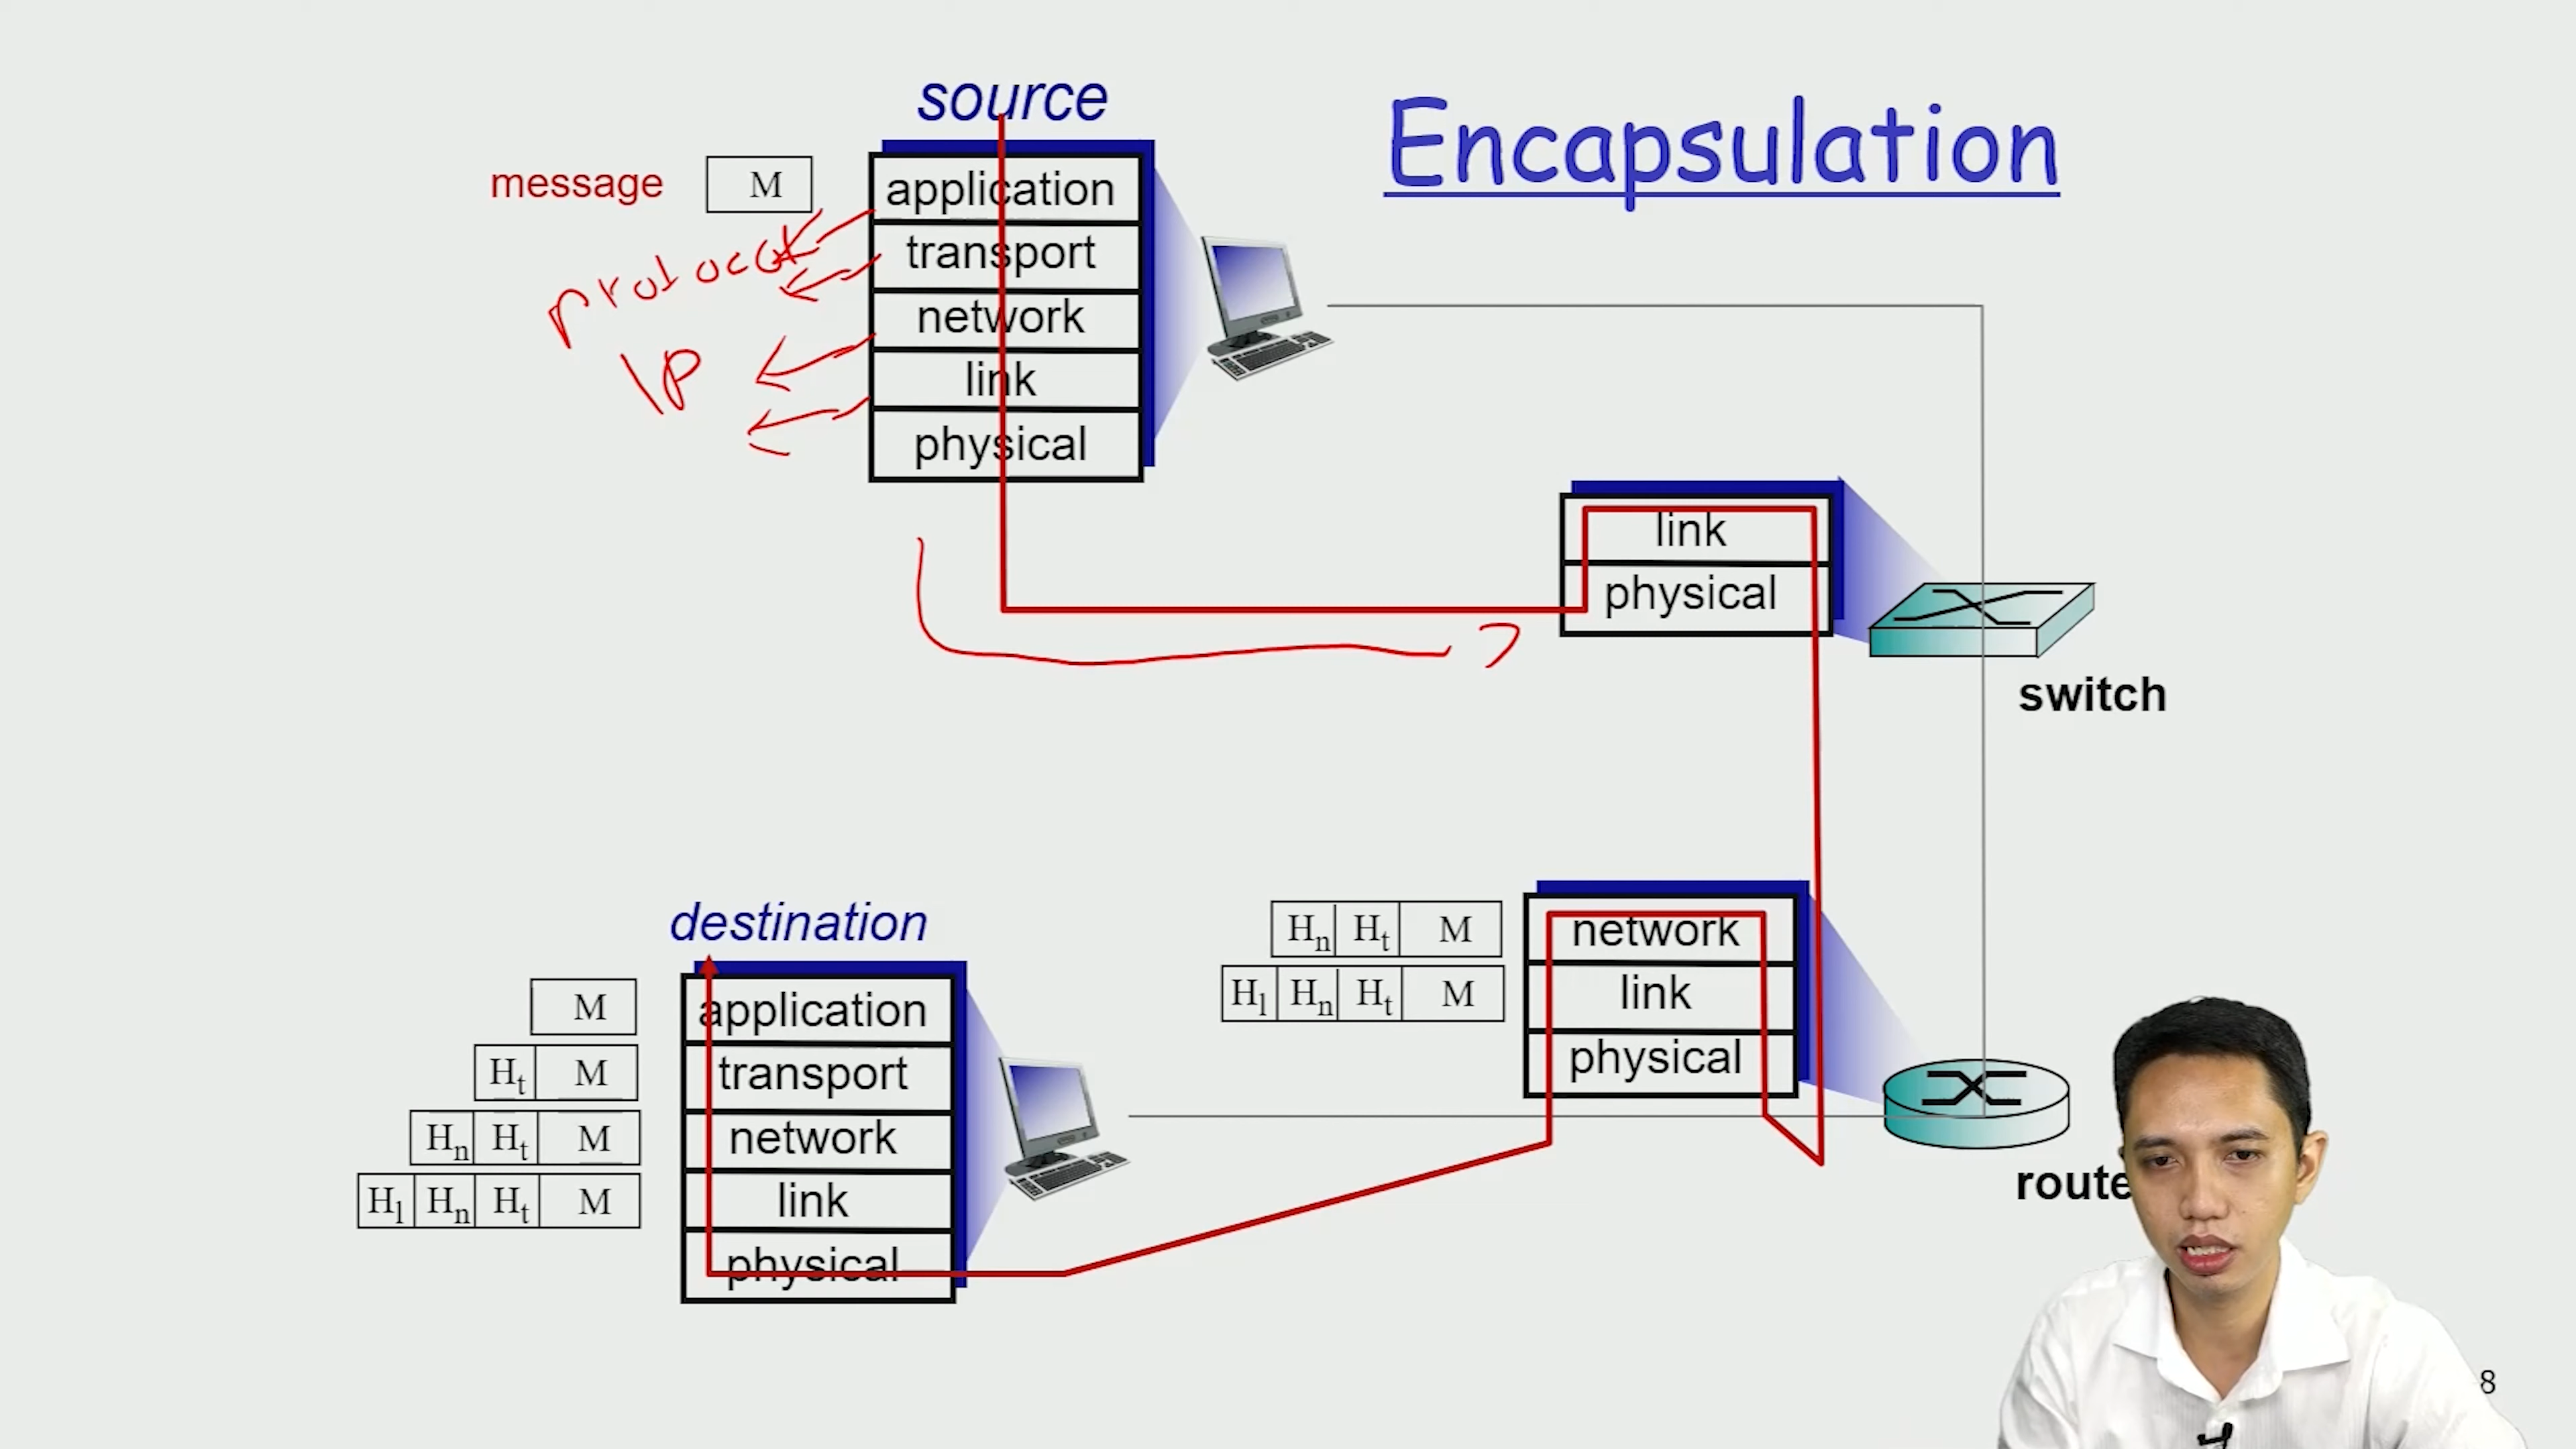 source
Encapsulation
message
M
application
transport
protocol
network
IP
link
physical
link
physical
switch
destination
Hn Ht M
network
Hl Hn Ht M
link
physical
M
application
Ht M
transport
Hn Ht M
network
Hl Hn Ht M
link
physical
route
8